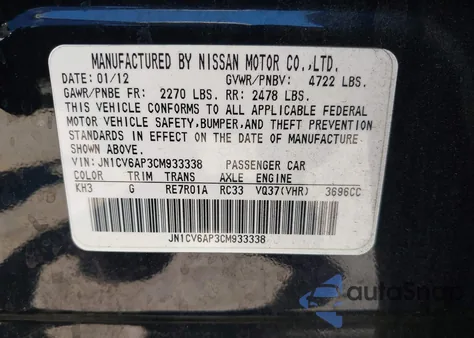 MANUFACTURED BY NISSAN MOTOR CO.,LTD.
DATE: 01/12 GVWR/PNBV: 4722 LBS.
GAWR/PNBE FR: 2270 LBS. RR: 2478 LBS.
THIS VEHICLE CONFORMS TO ALL APPLICABLE FEDERAL
MOTOR VEHICLE SAFETY,BUMPER,AND THEFT PREVENTION
STANDARDS IN EFFECT ON THE DATE OF MANUFACTURE
SHOWN ABOVE.
VIN: JN1CV6AP3CM933338 PASSENGER CAR
COLOR TRIM TRANS AXLE ENGINE
KH3 G RE7R01A RC33 VQ37(VHR) 3696CC
JN1CV6AP3CM933338
autoSnap